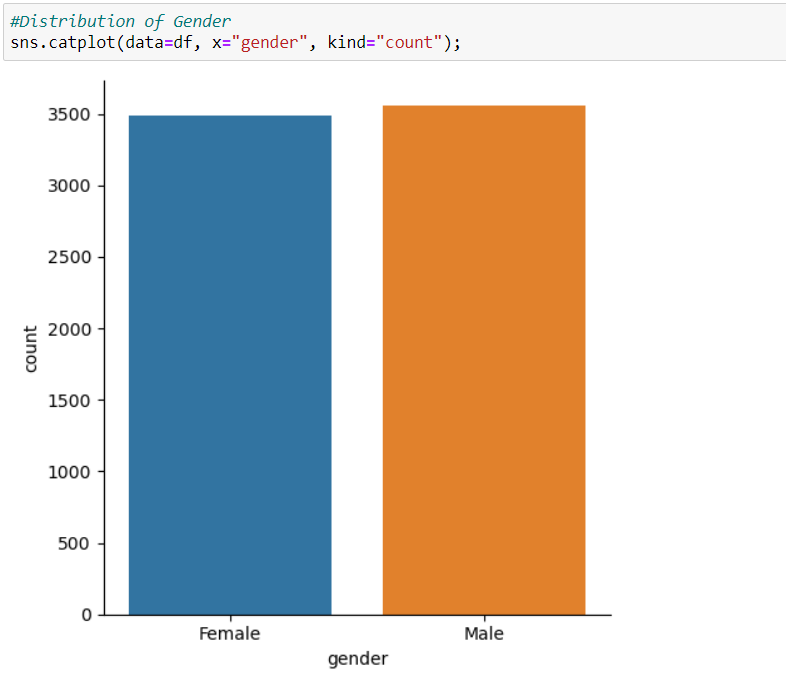 #Distribution of Gender
sns.catplot(data=df, x="gender", kind="count");
3500
3000
2500
2000
1500
1000
500
0
count
Female Male
gender